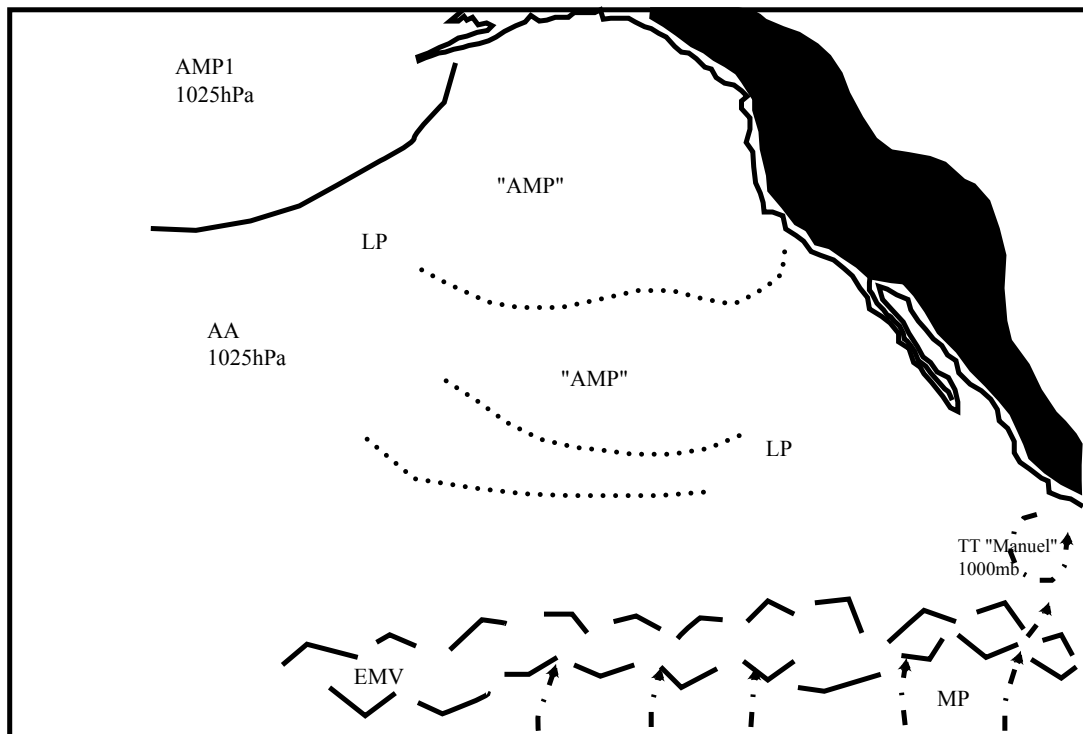 AMP1
1025hPa
"AMP"
LP
AA
1025hPa
"AMP"
LP
TT "Manuel"
1000mb
EMV
MP